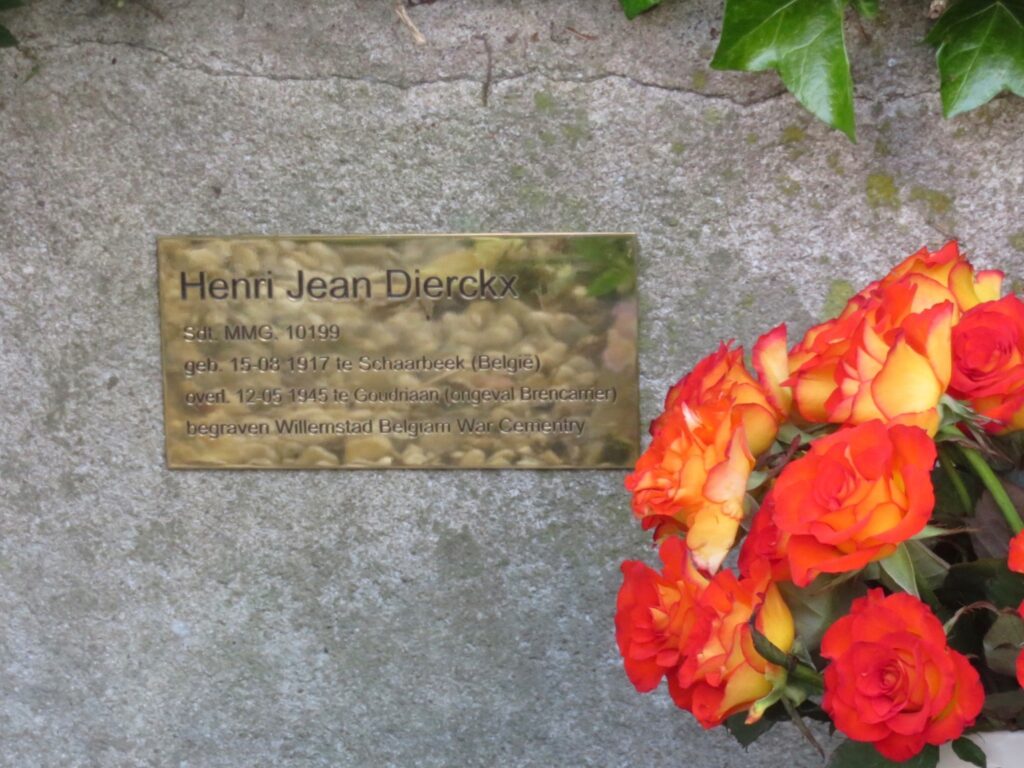 Henri Jean Dierckx
Sdt. MMG. 10199
geb. 15-08 1917 te Schaarbeek (België)
overl. 12-05 1945 te Goudriaan (ongeval Brencarrier)
begraven Willemstad Belgiam War Cementry